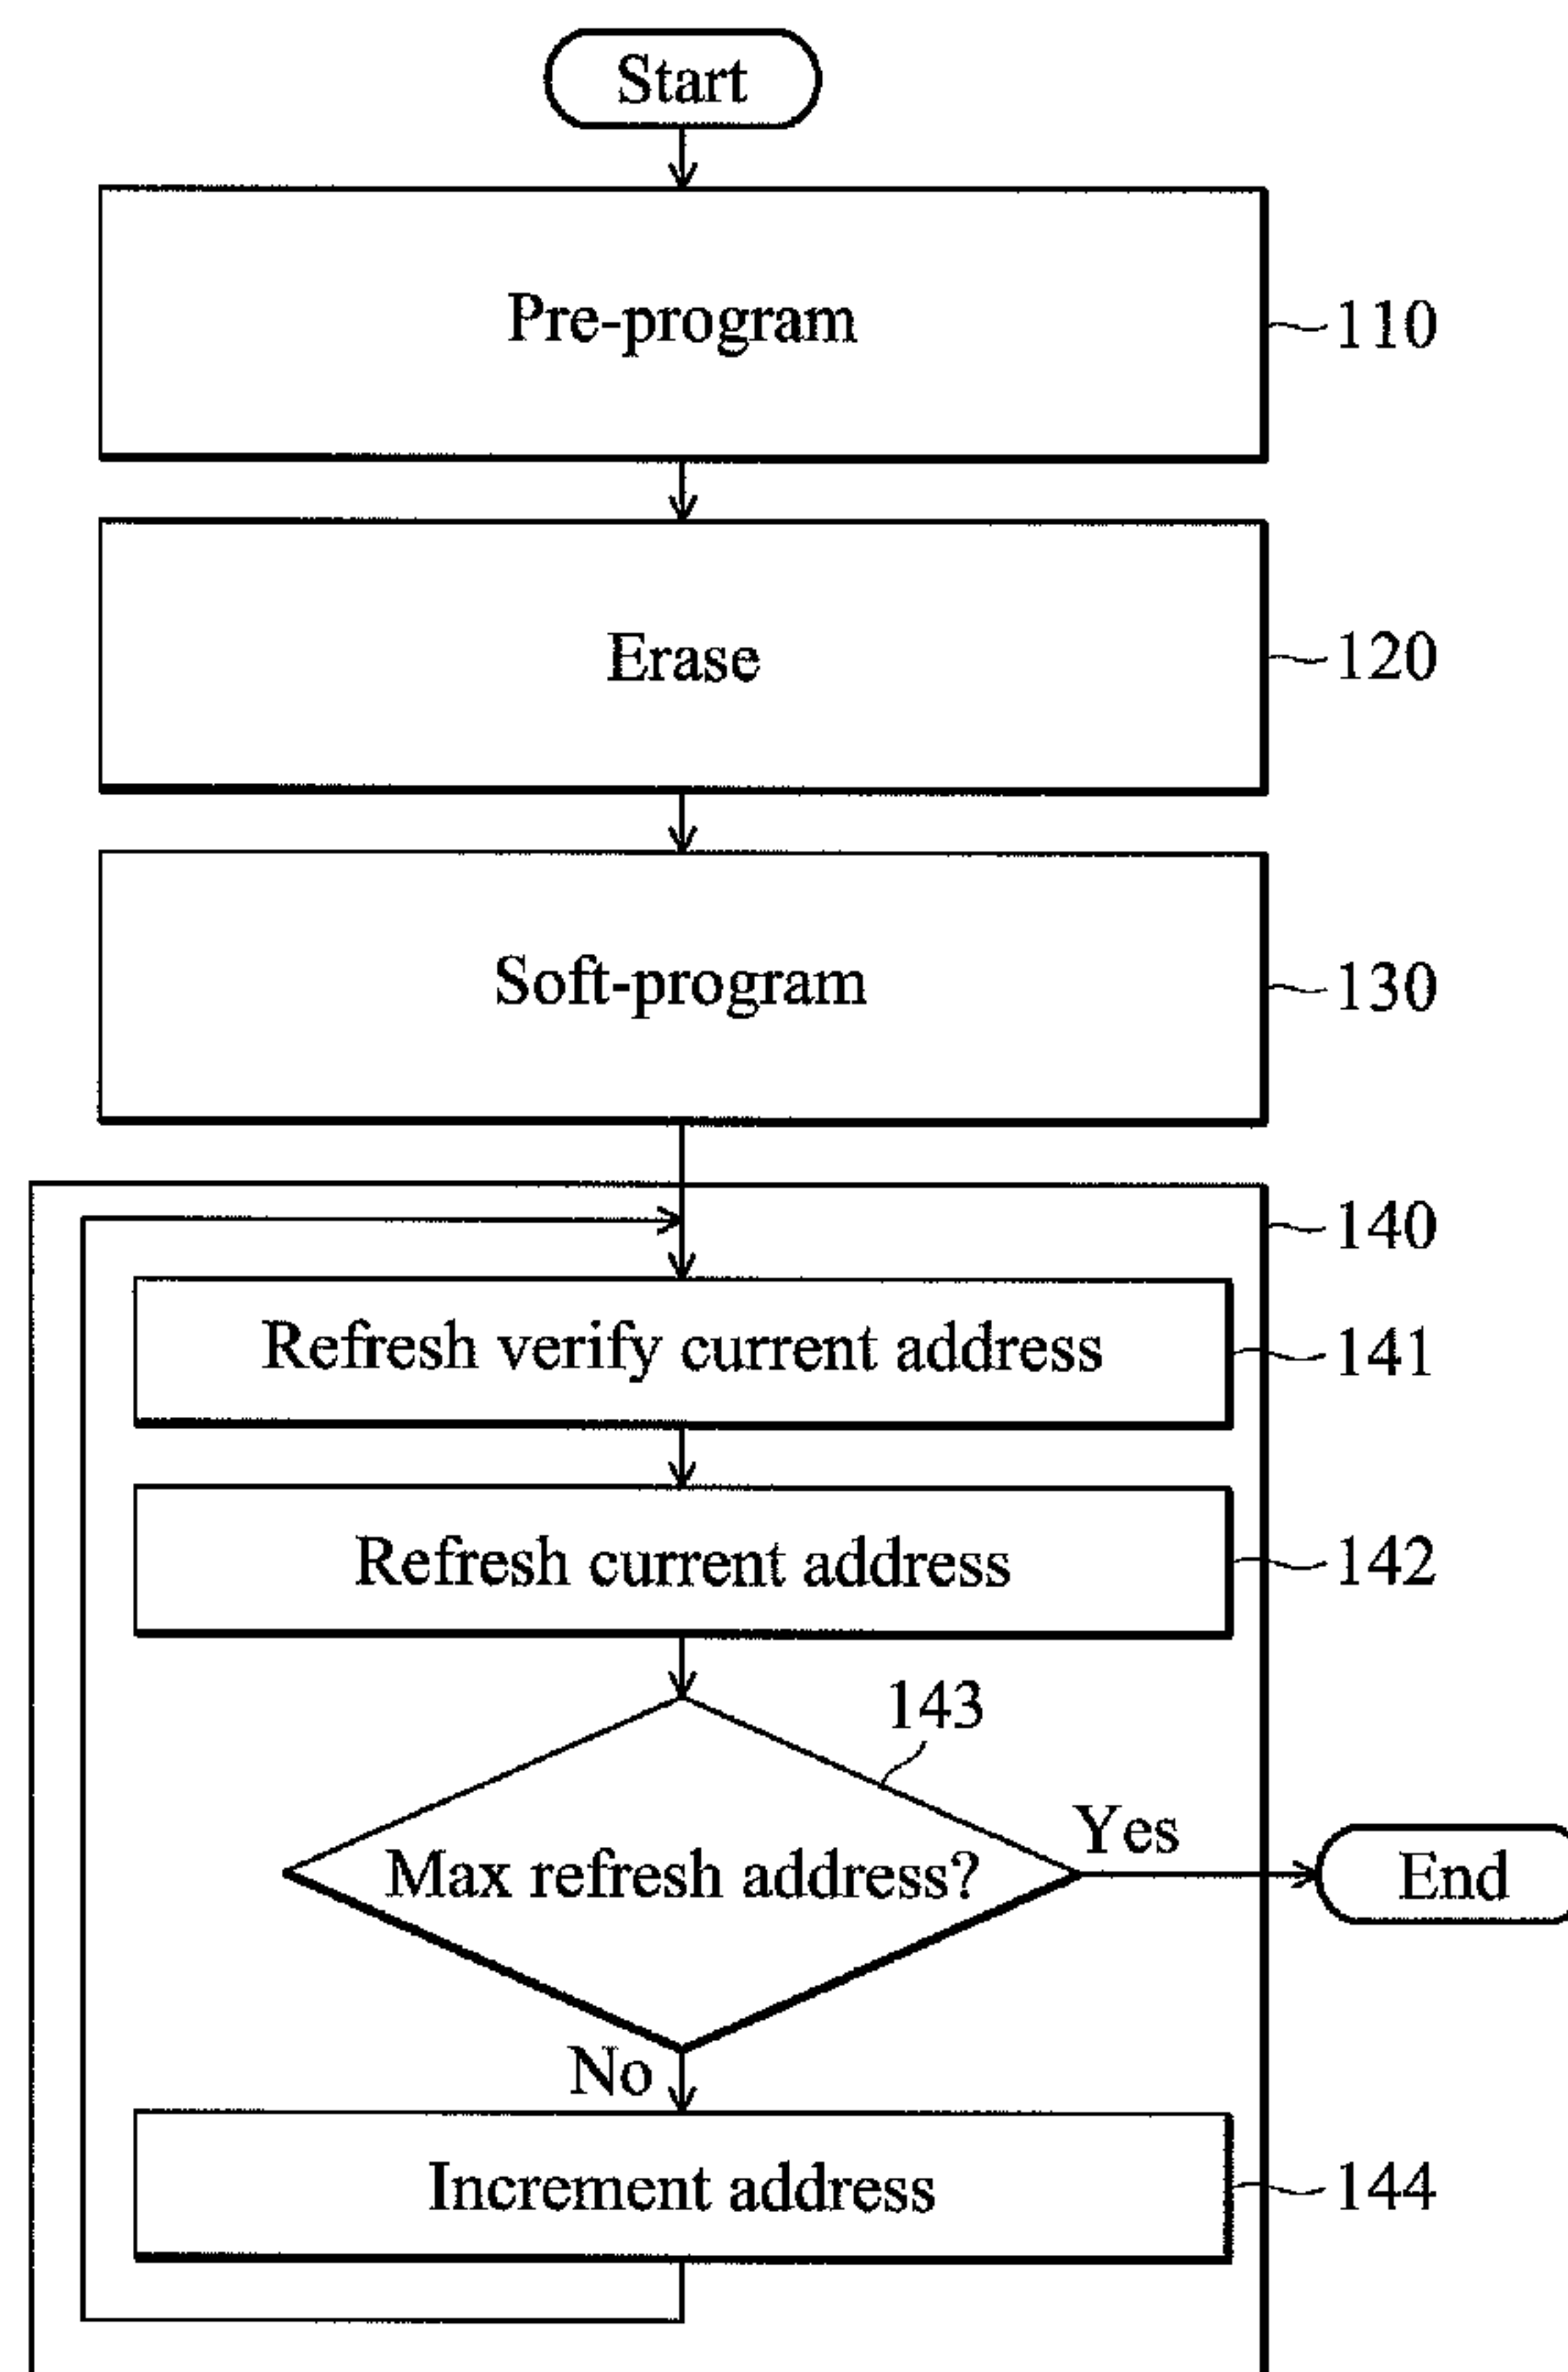 Start
Pre-program
110
Erase
120
Soft-program
130
140
Refresh verify current address
141
Refresh current address
142
143
Max refresh address?
Yes
End
No
Increment address
144